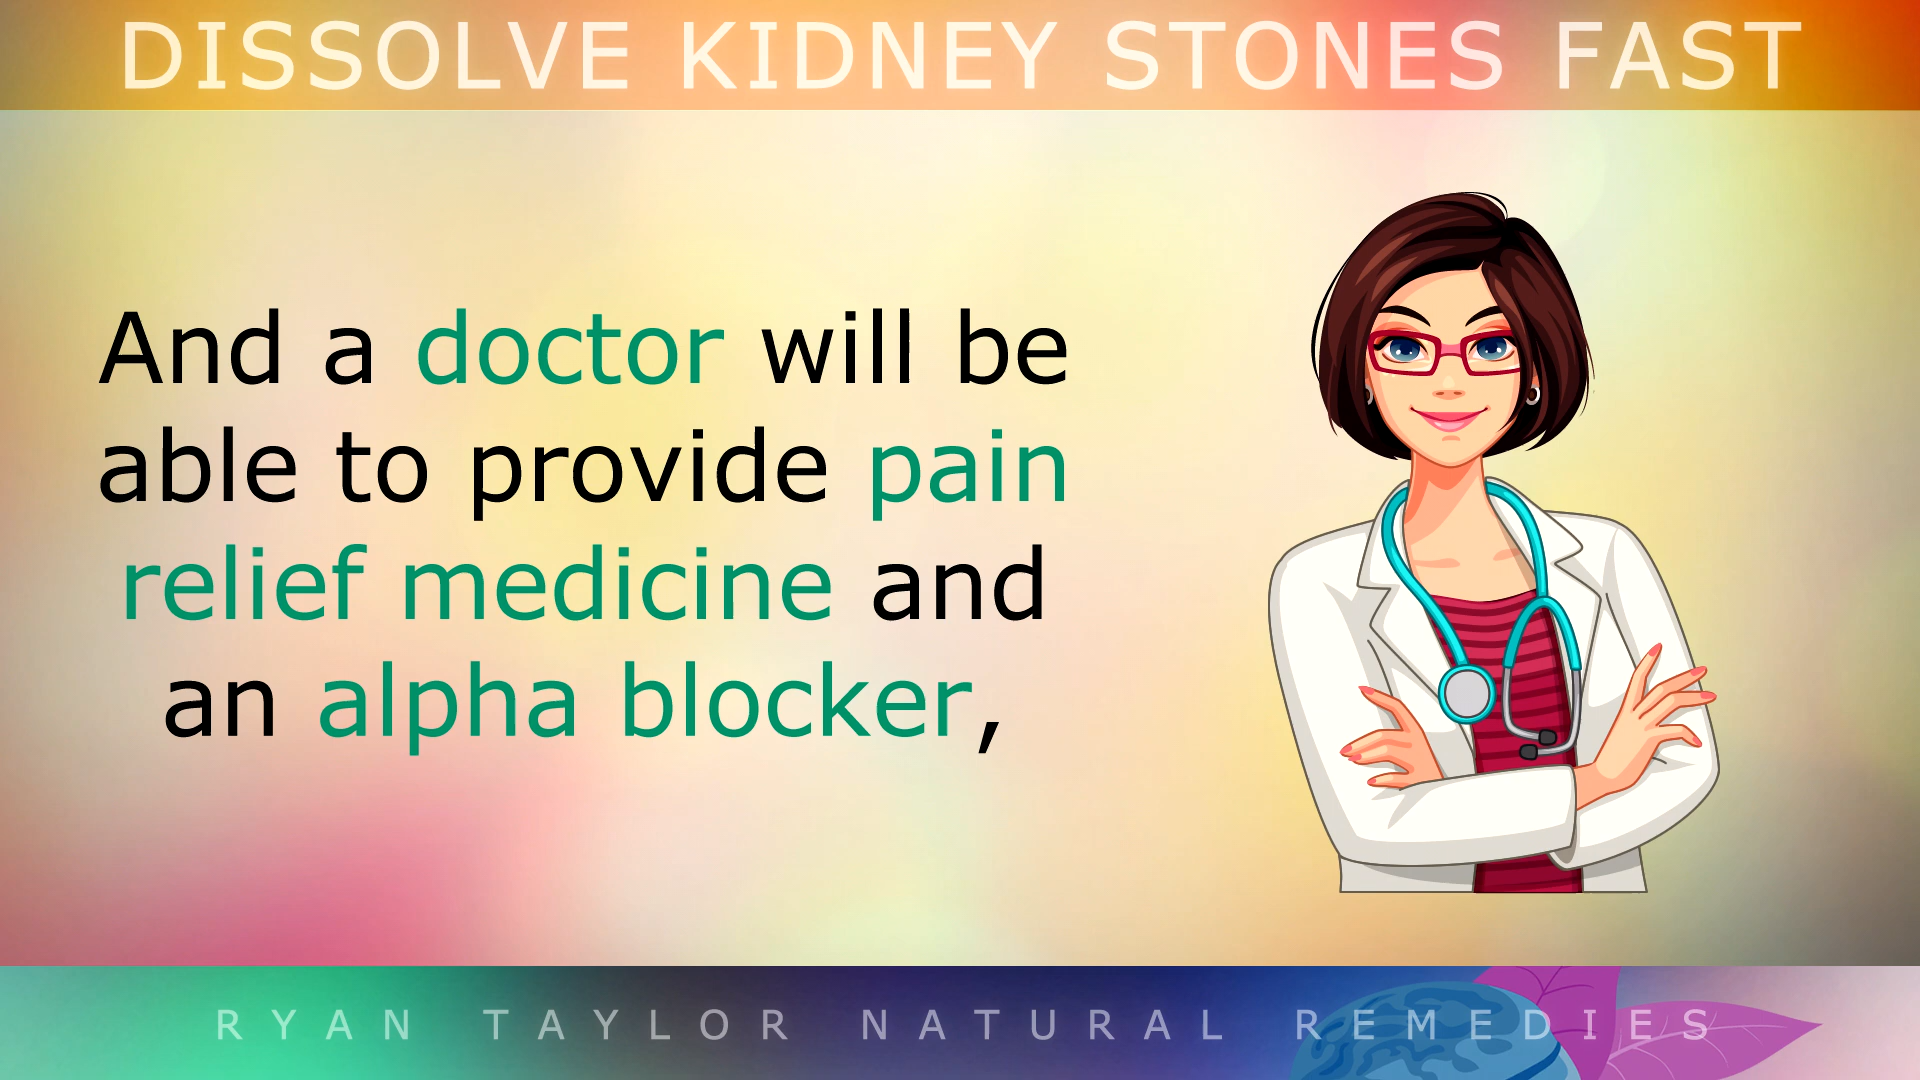 DISSOLVE KIDNEY STONES FAST
And a doctor will be
able to provide pain
relief medicine and
an alpha blocker,
RYAN TAYLOR NATURAL REMEDIES